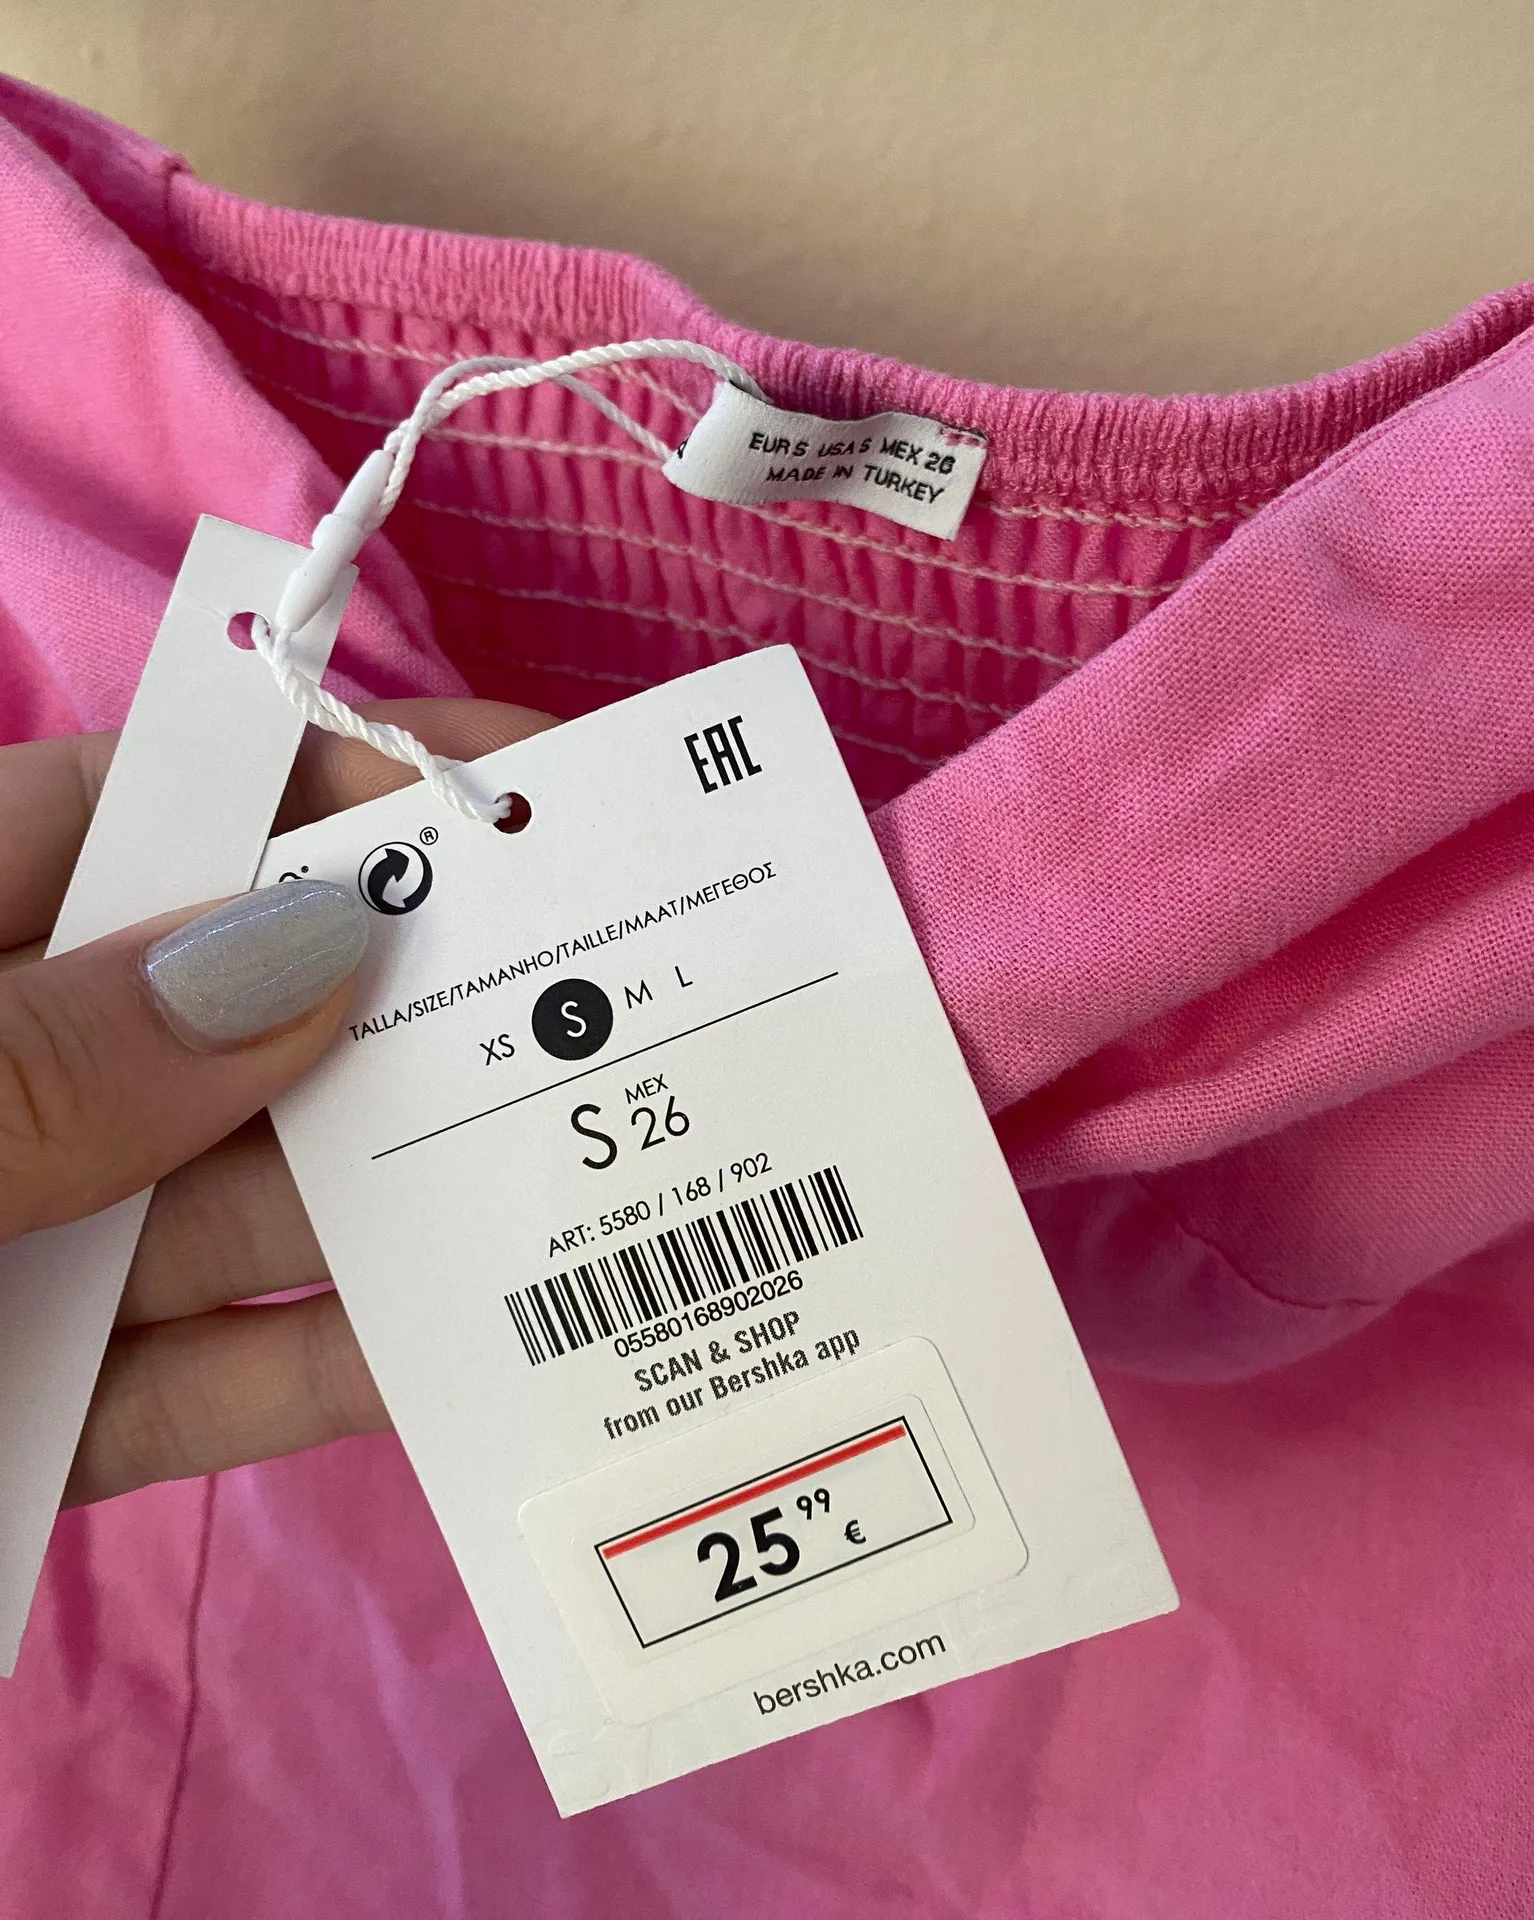 EUR S USA S MEX 26
MADE IN TURKEY
EAC
®
TALLA/SIZE/TAMANHO/TAILLE/MAAT/ΜΕΓΕΘΟΣ
XS S M L
MEX
S 26
ART: 5580 / 168 / 902
05580168902026
SCAN & SHOP
from our Bershka app
25 99 €
bershka.com